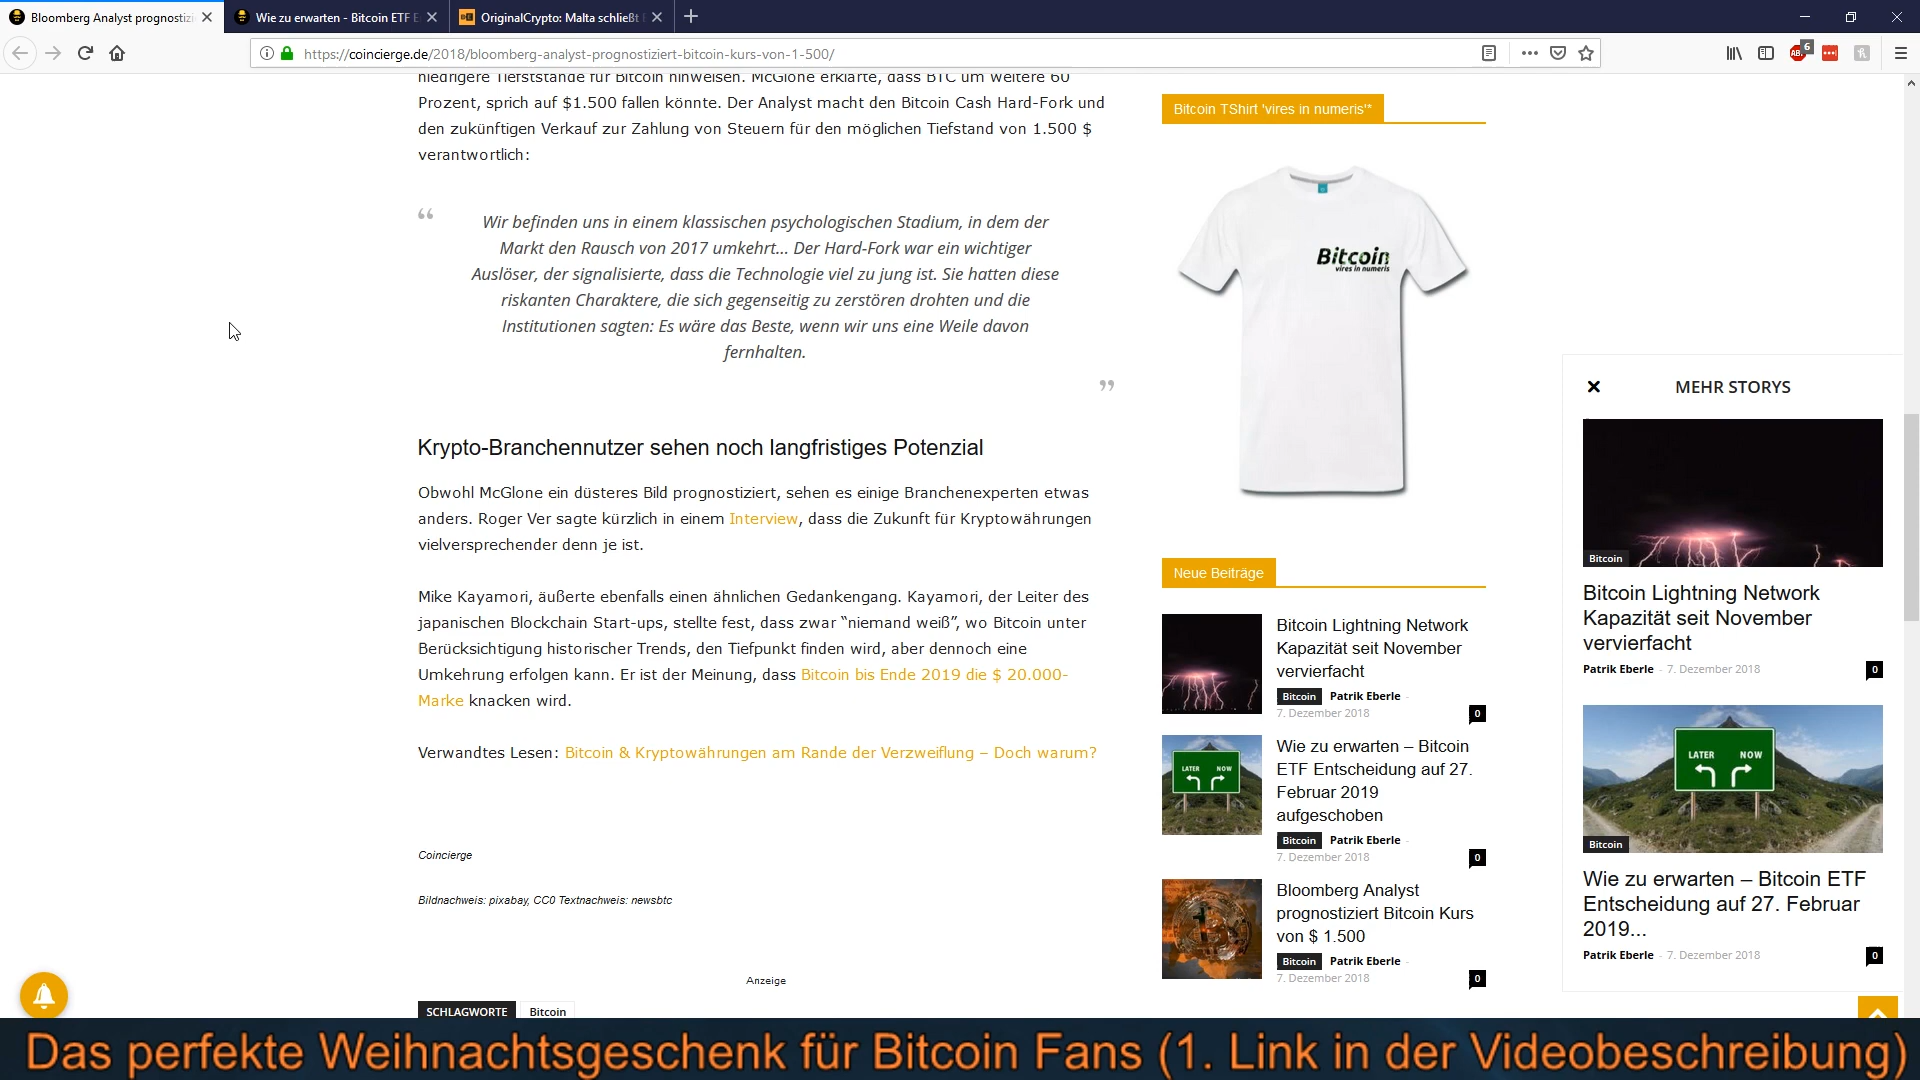 Bloomberg Analyst prognostizi
Wie zu erwarten - Bitcoin ETF E
OriginalCrypto: Malta schließt
https://coincierge.de/2018/bloomberg-analyst-prognostiziert-bitcoin-kurs-von-1-500/
6
niedrigere Tiefststände für Bitcoin hinweisen. McGlone erklärte, dass BTC um weitere 60
Prozent, sprich auf $1.500 fallen könnte. Der Analyst macht den Bitcoin Cash Hard-Fork und
den zukünftigen Verkauf zur Zahlung von Steuern für den möglichen Tiefstand von 1.500 $
verantwortlich:
“
Wir befinden uns in einem klassischen psychologischen Stadium, in dem der
Markt den Rausch von 2017 umkehrt... Der Hard-Fork war ein wichtiger
Auslöser, der signalisierte, dass die Technologie viel zu jung ist. Sie hatten diese
riskanten Charaktere, die sich gegenseitig zu zerstören drohten und die
Institutionen sagten: Es wäre das Beste, wenn wir uns eine Weile davon
fernhalten.
”
Krypto-Branchennutzer sehen noch langfristiges Potenzial
Obwohl McGlone ein düsteres Bild prognostiziert, sehen es einige Branchenexperten etwas
anders. Roger Ver sagte kürzlich in einem Interview, dass die Zukunft für Kryptowährungen
vielversprechender denn je ist.
Mike Kayamori, äußerte ebenfalls einen ähnlichen Gedankengang. Kayamori, der Leiter des
japanischen Blockchain Start-ups, stellte fest, dass zwar “niemand weiß”, wo Bitcoin unter
Berücksichtigung historischer Trends, den Tiefpunkt finden wird, aber dennoch eine
Umkehrung erfolgen kann. Er ist der Meinung, dass Bitcoin bis Ende 2019 die $ 20.000-
Marke knacken wird.
Verwandtes Lesen: Bitcoin & Kryptowährungen am Rande der Verzweiflung – Doch warum?
Coincierge
Bildnachweis: pixabay, CC0 Textnachweis: newsbtc
Anzeige
SCHLAGWORTE Bitcoin
Bitcoin TShirt 'vires in numeris'*
Bitcoin
vires in numeris
Neue Beiträge
Bitcoin Lightning Network
Kapazität seit November
vervierfacht
Bitcoin Patrik Eberle -
7. Dezember 2018 0
LATER NOW
Wie zu erwarten – Bitcoin
ETF Entscheidung auf 27.
Februar 2019
aufgeschoben
Bitcoin Patrik Eberle -
7. Dezember 2018 0
Bloomberg Analyst
prognostiziert Bitcoin Kurs
von $ 1.500
Bitcoin Patrik Eberle -
7. Dezember 2018 0
MEHR STORYS
Bitcoin
Bitcoin Lightning Network
Kapazität seit November
vervierfacht
Patrik Eberle - 7. Dezember 2018 0
LATER NOW
Bitcoin
Wie zu erwarten – Bitcoin ETF
Entscheidung auf 27. Februar
2019...
Patrik Eberle - 7. Dezember 2018 0
Das perfekte Weihnachtsgeschenk für Bitcoin Fans (1. Link in der Videobeschreibung)